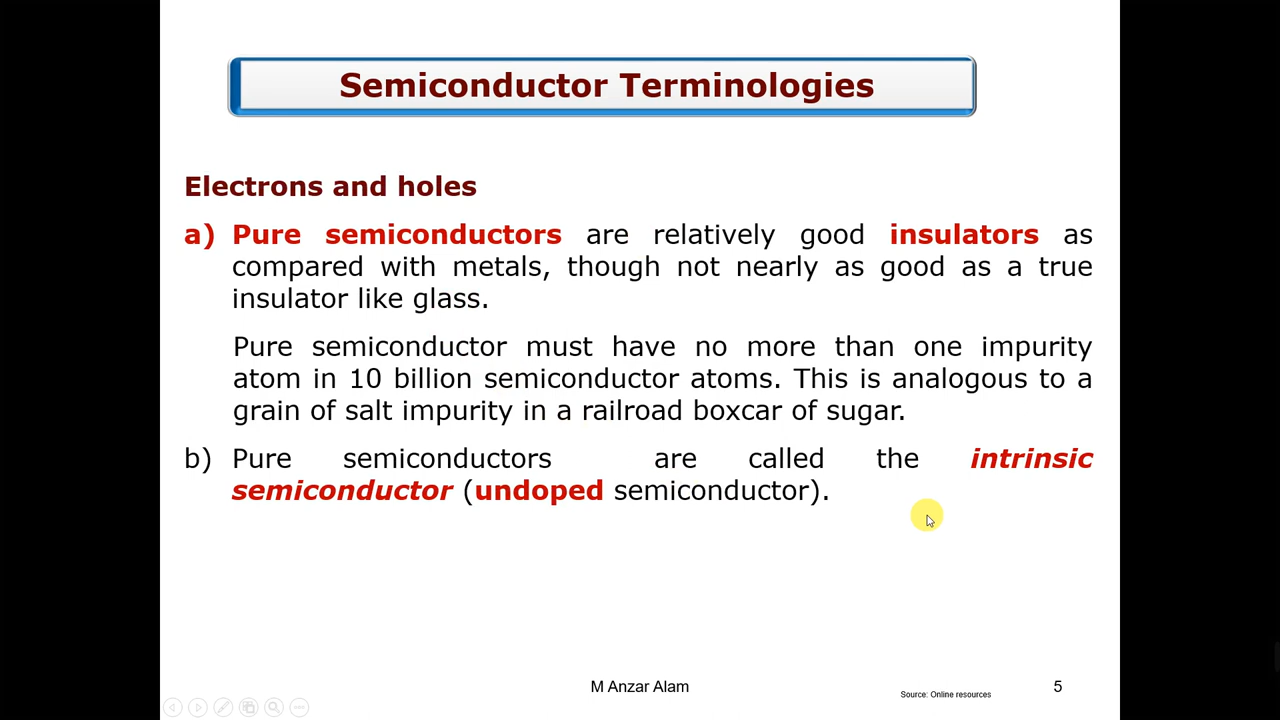 Semiconductor Terminologies
Electrons and holes
a) Pure semiconductors are relatively good insulators as
compared with metals, though not nearly as good as a true
insulator like glass.
Pure semiconductor must have no more than one impurity
atom in 10 billion semiconductor atoms. This is analogous to a
grain of salt impurity in a railroad boxcar of sugar.
b) Pure semiconductors are called the intrinsic
semiconductor (undoped semiconductor).
M Anzar Alam
Source: Online resources
5